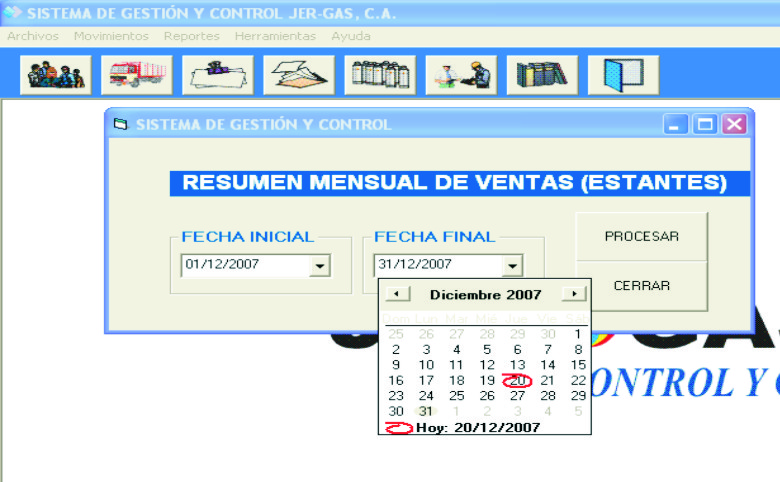 SISTEMA DE GESTIÓN Y CONTROL JER-GAS, C.A.
Archivos Movimientos Reportes Herramientas Ayuda
SISTEMA DE GESTIÓN Y CONTROL
RESUMEN MENSUAL DE VENTAS (ESTANTES)
FECHA INICIAL
01/12/2007
FECHA FINAL
31/12/2007
PROCESAR
CERRAR
Diciembre 2007
Dom Lun Mar Mié Jue Vie Sáb
25 26 27 28 29 30 1
2 3 4 5 6 7 8
9 10 11 12 13 14 15
16 17 18 19 20 21 22
23 24 25 26 27 28 29
30 31 1 2 3 4 5
Hoy: 20/12/2007
ONTROL Y